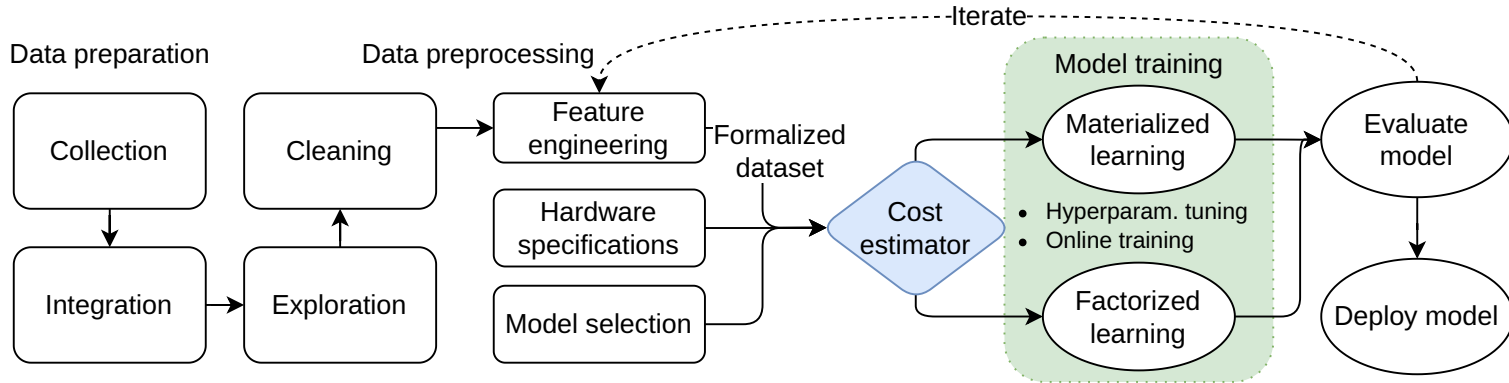 Iterate
Data preparation
Data preprocessing
Model training
Collection
Cleaning
Feature
engineering
Formalized
dataset
Materialized
learning
Evaluate
model
Hardware
specifications
Cost
estimator
• Hyperparam. tuning
• Online training
Integration
Exploration
Model selection
Factorized
learning
Deploy model